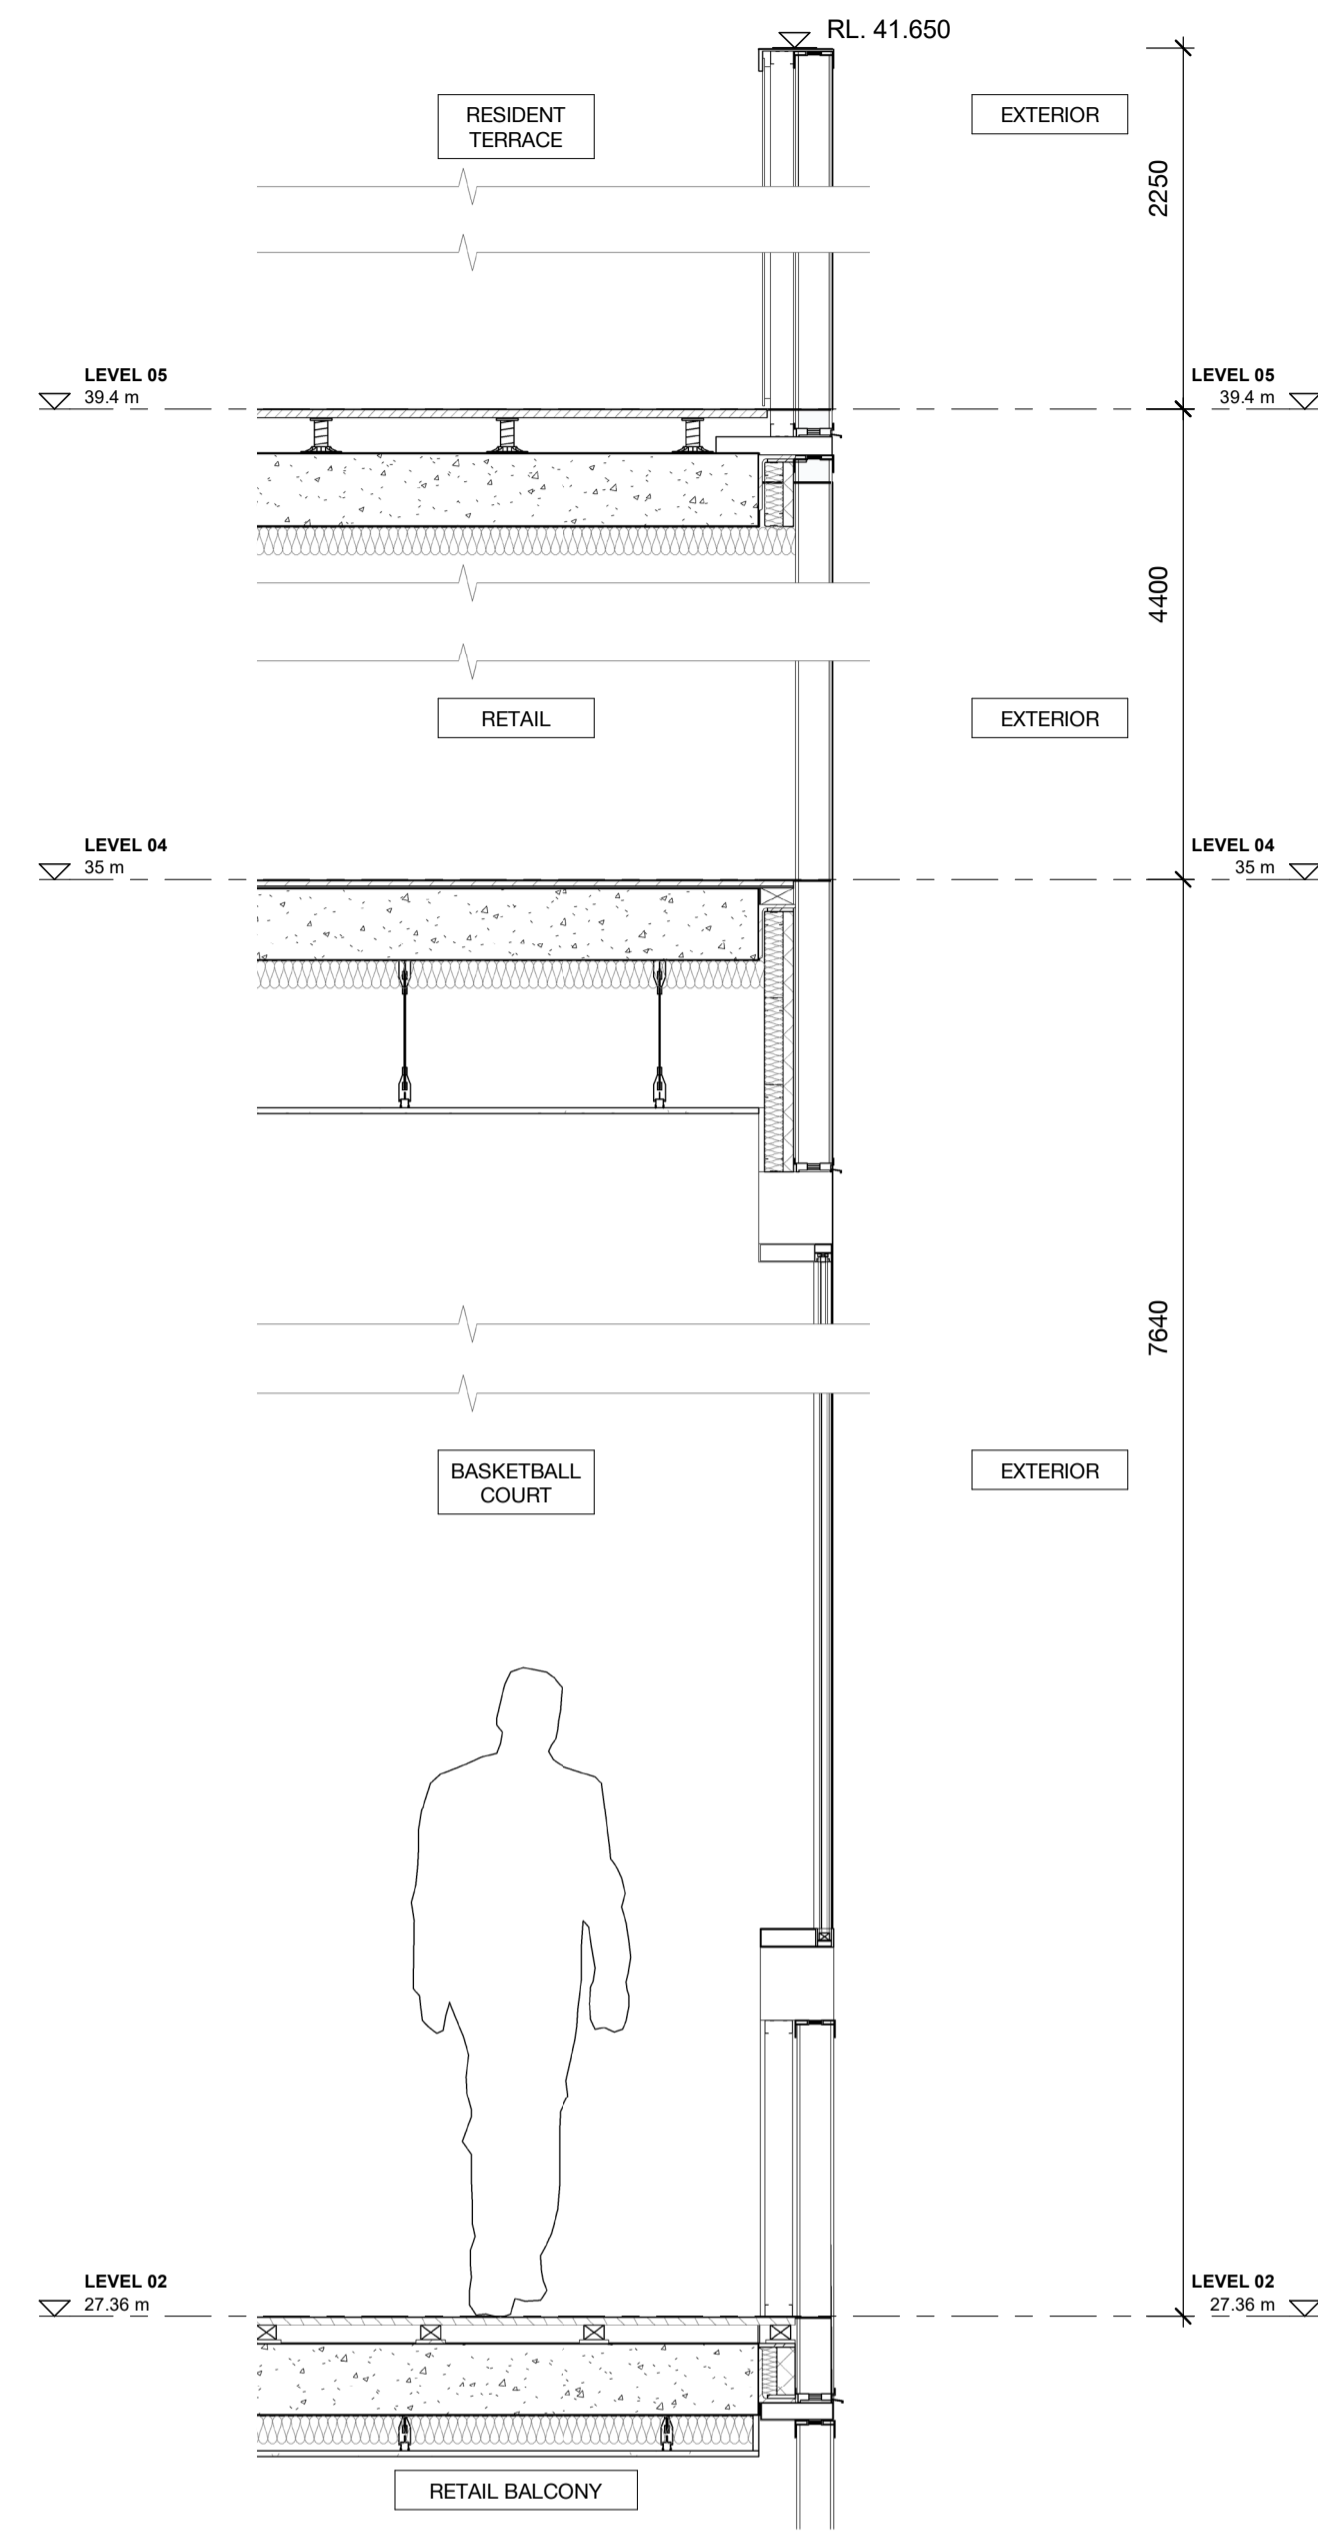 RL. 41.650
RESIDENT
TERRACE
EXTERIOR
2250
LEVEL 05
39.4 m
LEVEL 05
39.4 m
4400
RETAIL
EXTERIOR
LEVEL 04
35 m
LEVEL 04
35 m
7640
BASKETBALL
COURT
EXTERIOR
LEVEL 02
27.36 m
LEVEL 02
27.36 m
RETAIL BALCONY